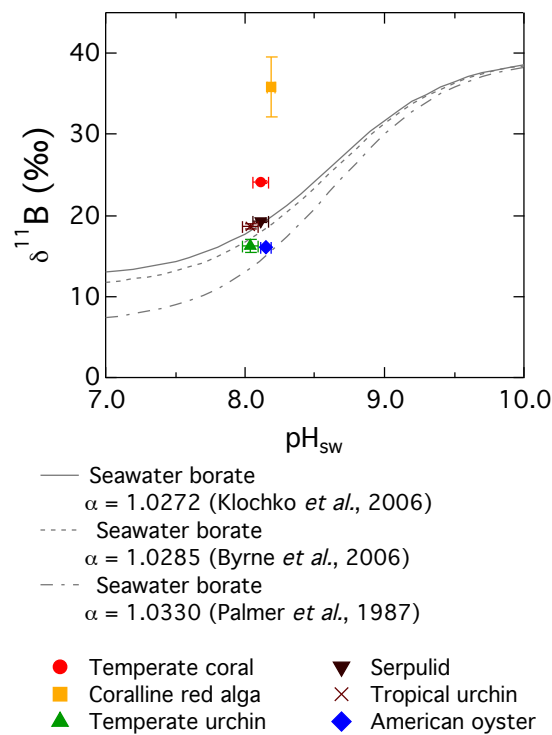 40
30
20
10
0
δ¹¹B (‰)
7.0 8.0 9.0 10.0
pHsw
Seawater borate
α = 1.0272 (Klochko et al., 2006)
Seawater borate
α = 1.0285 (Byrne et al., 2006)
Seawater borate
α = 1.0330 (Palmer et al., 1987)
Temperate coral Serpulid
Coralline red alga Tropical urchin
Temperate urchin American oyster